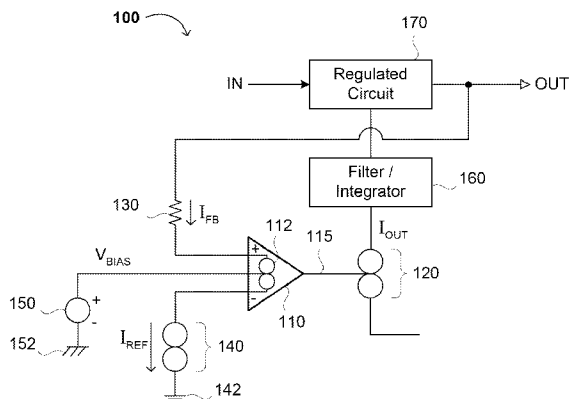 100
170
IN
Regulated
Circuit
OUT
Filter /
Integrator
160
130
I_FB
112
115
I_OUT
120
V_BIAS
+
-
110
150
+
-
152
I_REF
140
142